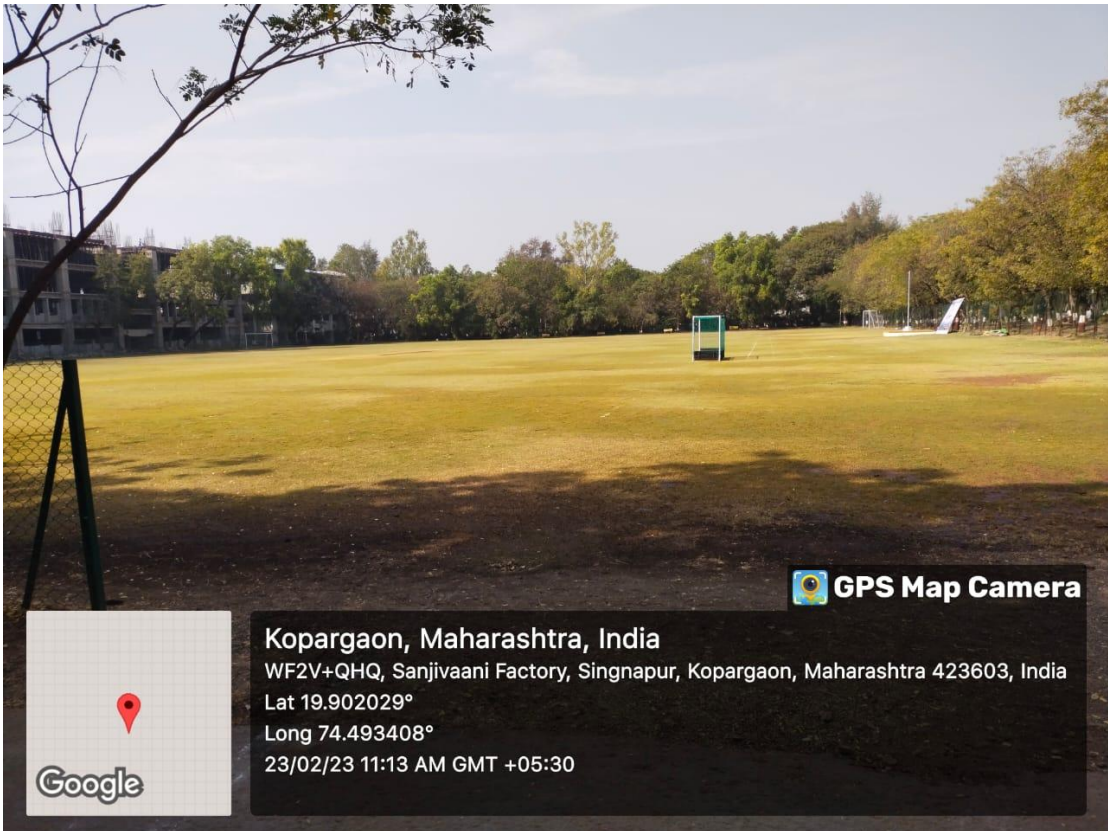 GPS Map Camera
Kopargaon, Maharashtra, India
WF2V+QHQ, Sanjivaani Factory, Singnapur, Kopargaon, Maharashtra 423603, India
Lat 19.902029°
Long 74.493408°
23/02/23 11:13 AM GMT +05:30
Google